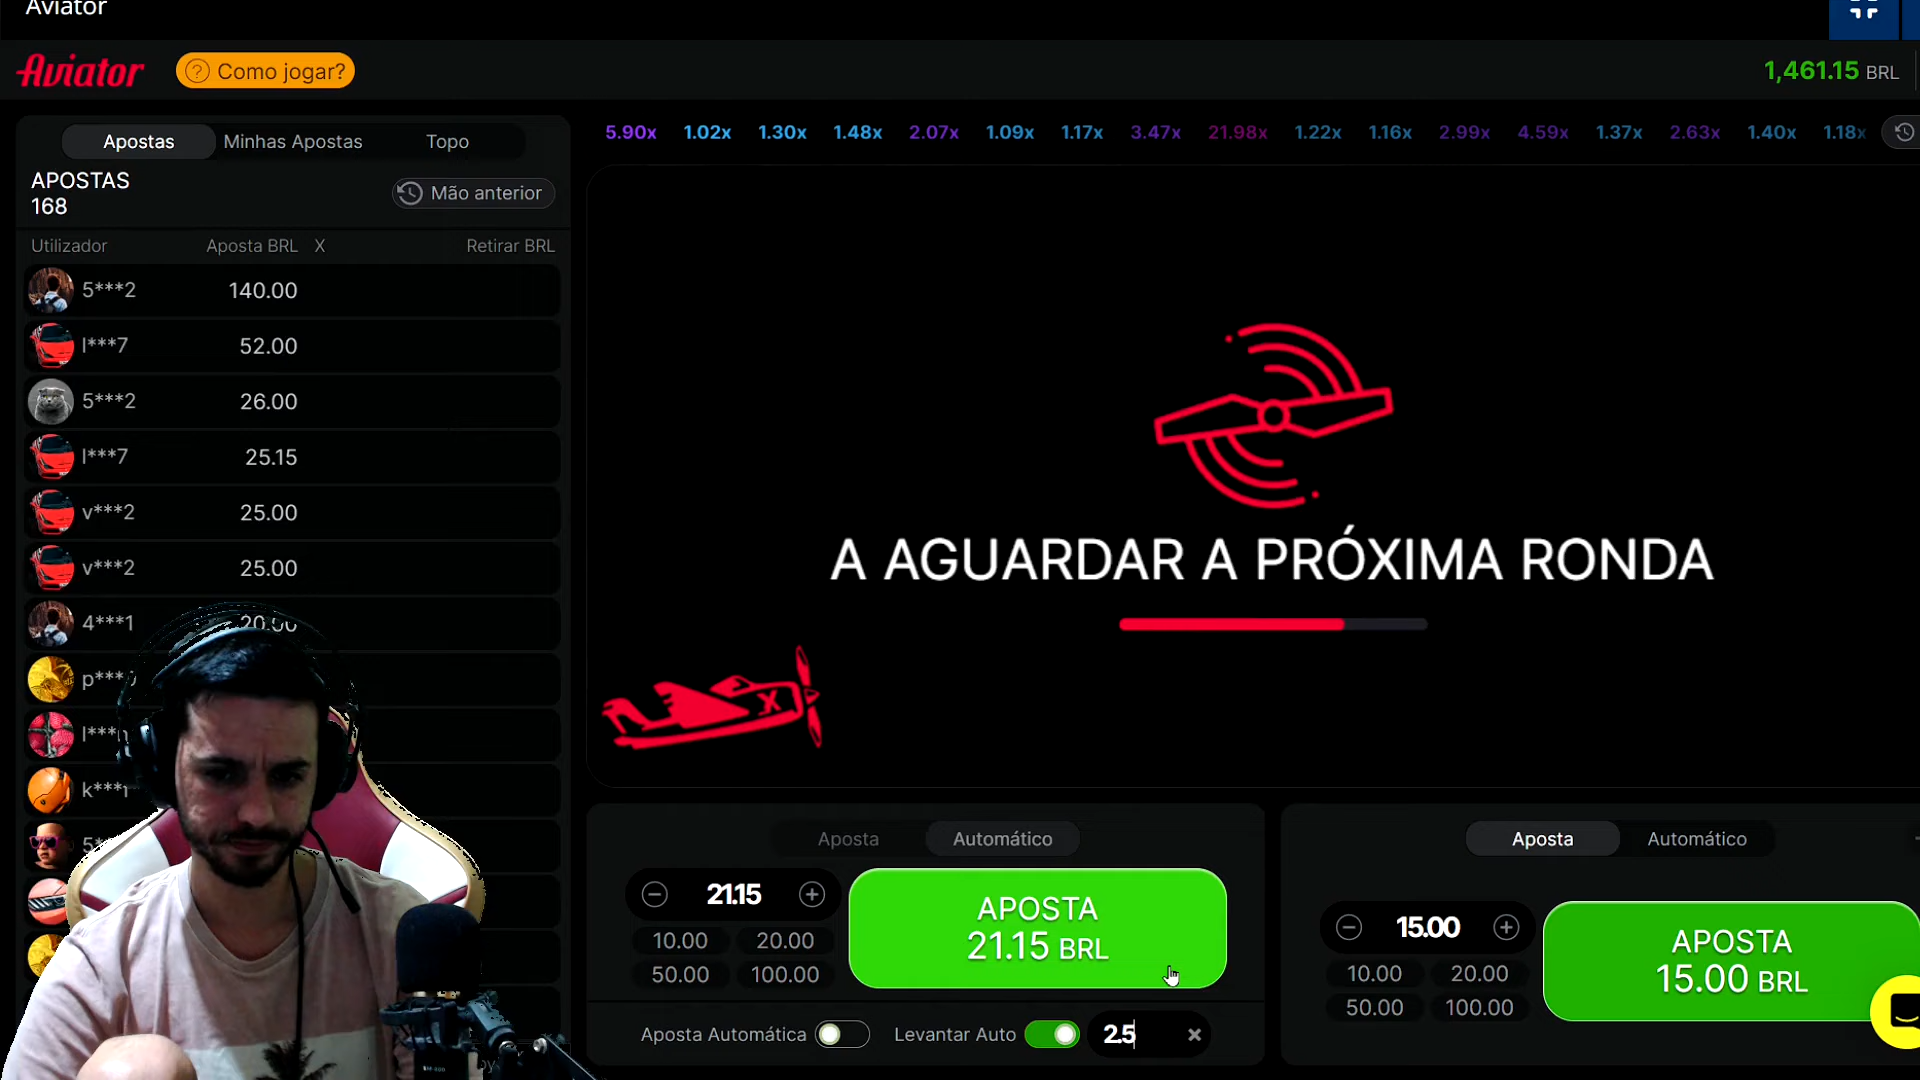 Aviator
Aviator
? Como jogar?
1,461.15 BRL
Apostas Minhas Apostas Topo
5.90x 1.02x 1.30x 1.48x 2.07x 1.09x 1.17x 3.47x 21.98x 1.22x 1.16x 2.99x 4.59x 1.37x 2.63x 1.40x 1.18x
APOSTAS
168
Mão anterior
Utilizador Aposta BRL X Retirar BRL
5***2 140.00
l***7 52.00
5***2 26.00
l***7 25.15
v***2 25.00
v***2 25.00
4***1 20.00
p***
l***
k***
5**
A AGUARDAR A PRÓXIMA RONDA
X
Aposta Automático
21.15
10.00 20.00
50.00 100.00
APOSTA
21.15 BRL
Aposta Automática
Levantar Auto
2.5
Aposta Automático
15.00
10.00 20.00
50.00 100.00
APOSTA
15.00 BRL